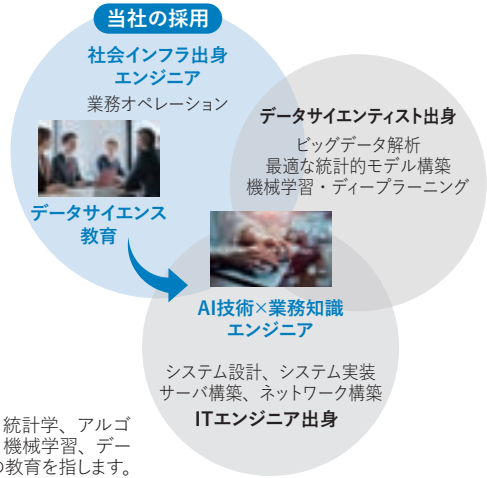 当社の採用
社会インフラ出身
エンジニア
業務オペレーション
データサイエンス
教育
データサイエンティスト出身
ビッグデータ解析
最適な統計的モデル構築
機械学習・ディープラーニング
AI技術×業務知識
エンジニア
システム設計、システム実装
サーバ構築、ネットワーク構築
ITエンジニア出身
統計学、アルゴ
機械学習、デー
の教育を指します。